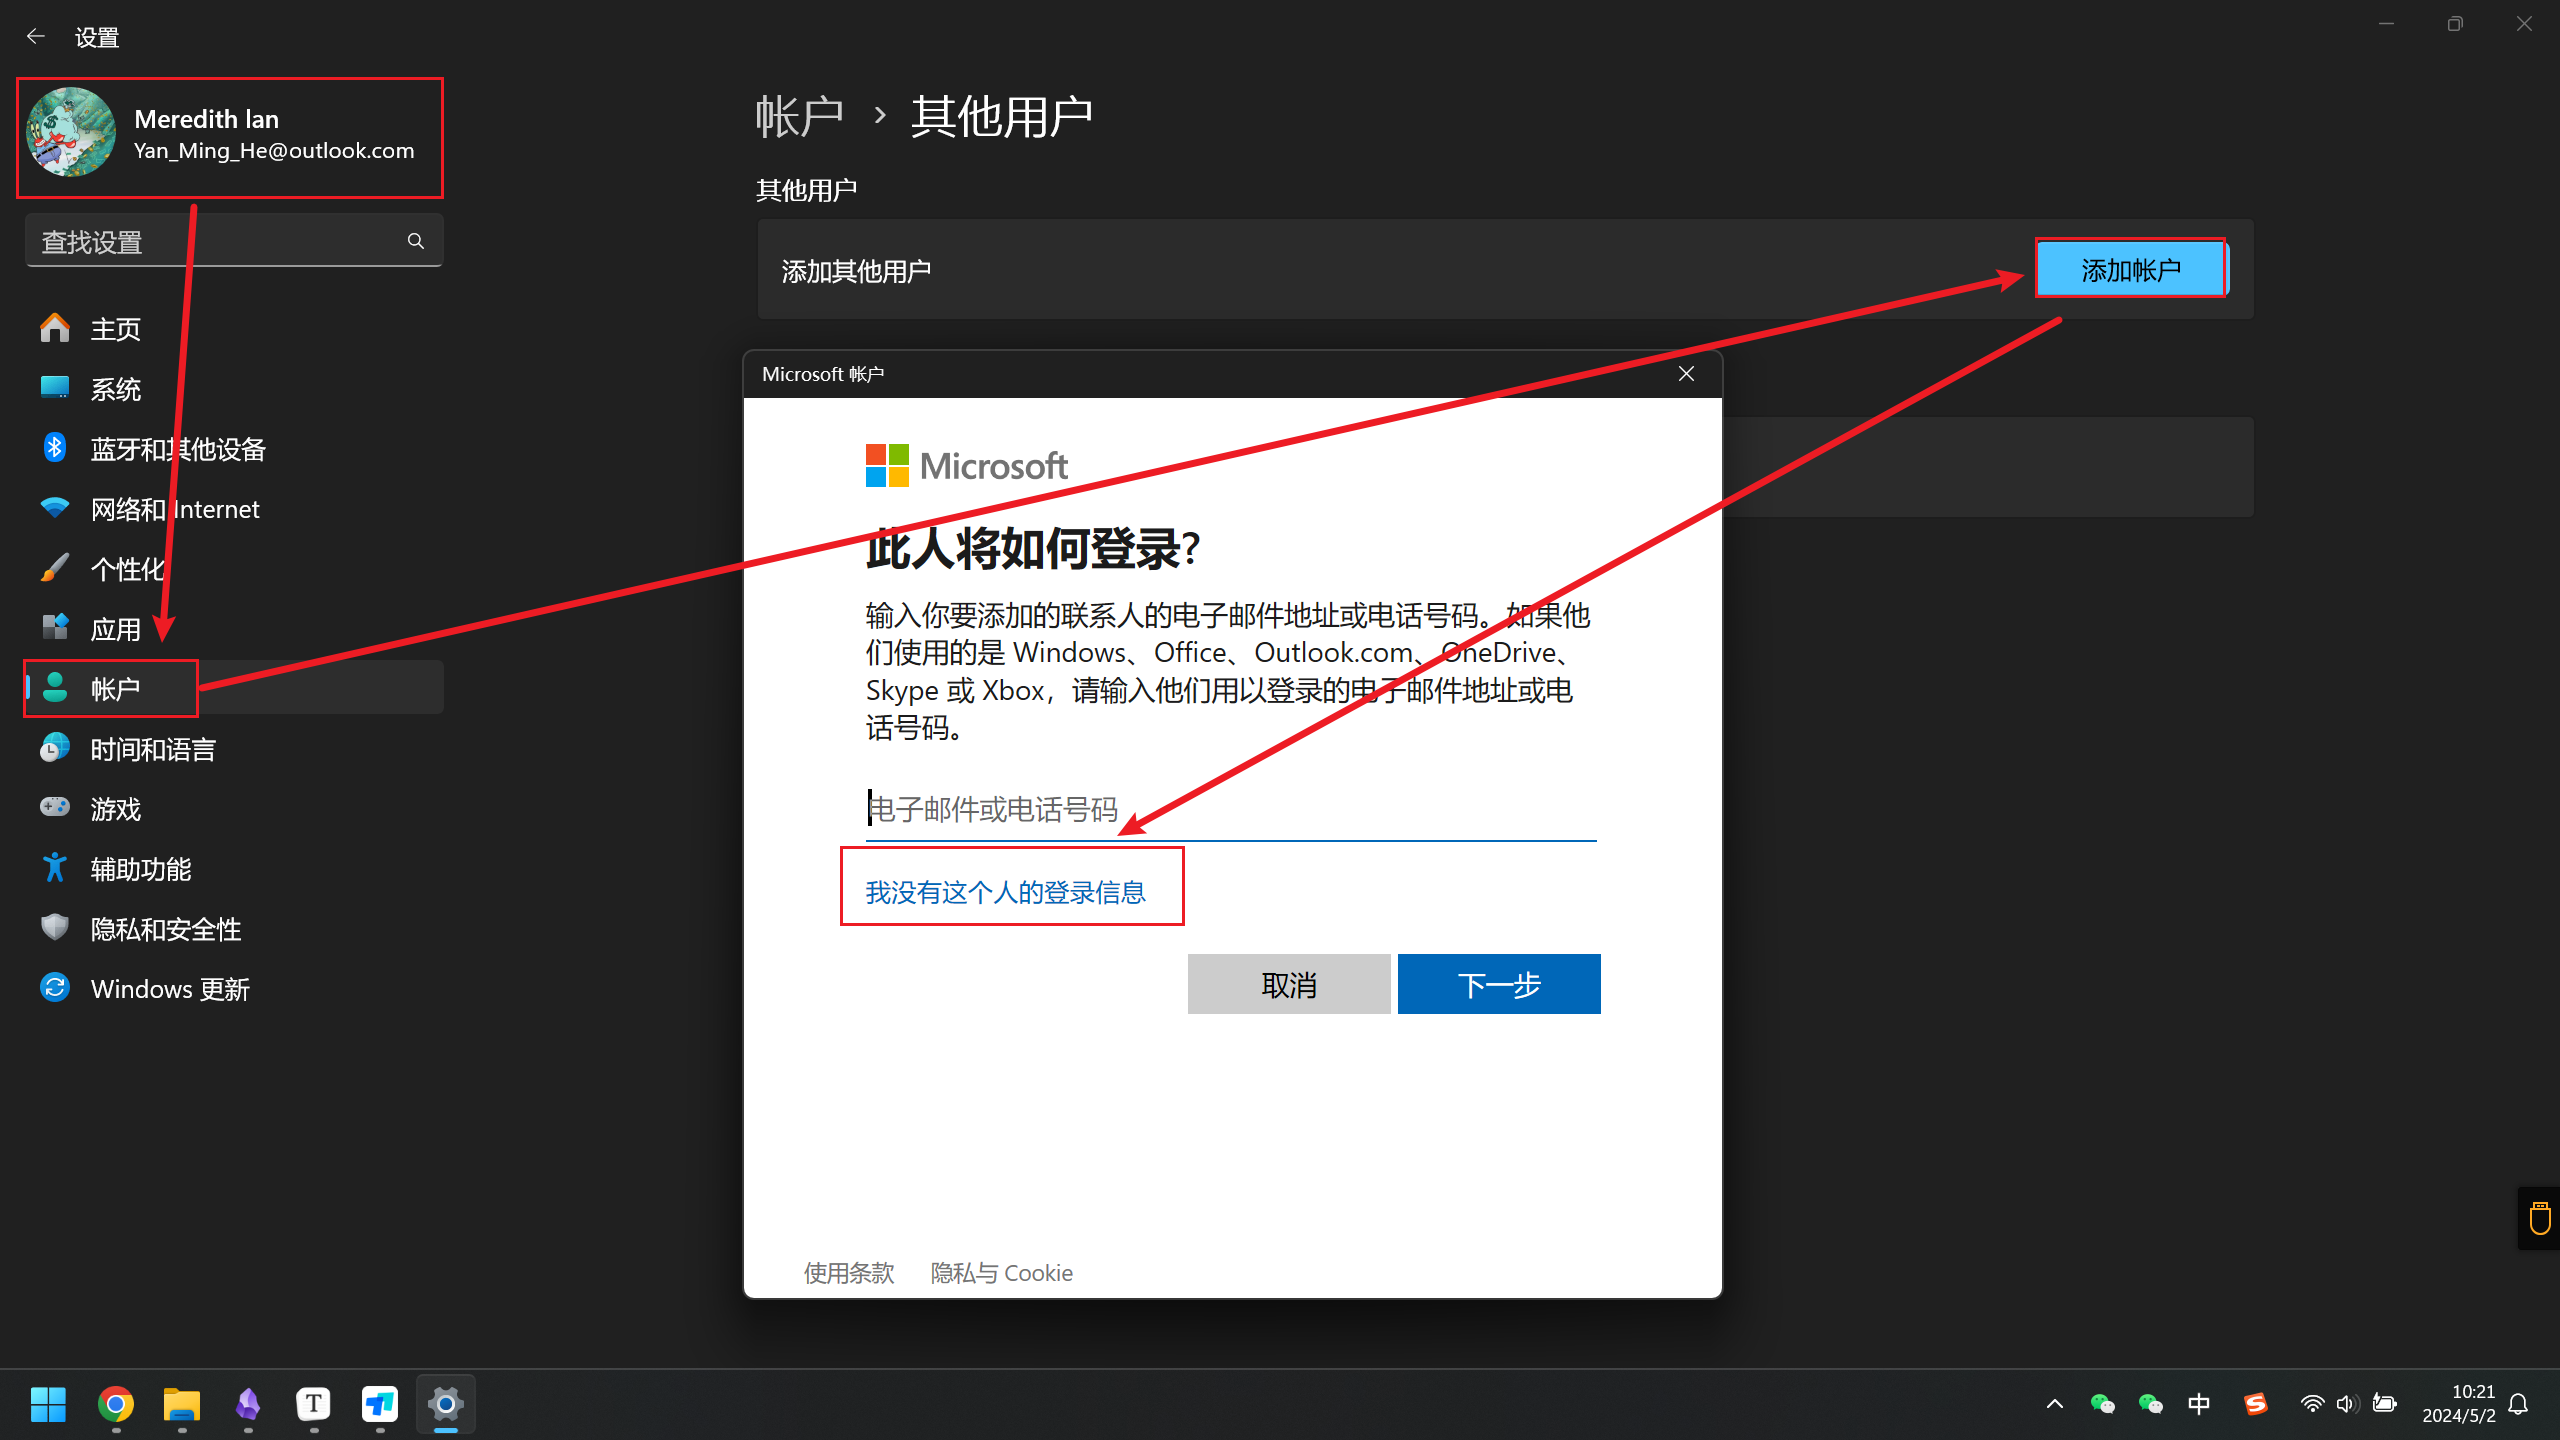 设置
Meredith lan
Yan_Ming_He@outlook.com
查找设置
主页
系统
蓝牙和其他设备
网络和 Internet
个性化
应用
帐户
时间和语言
游戏
辅助功能
隐私和安全性
Windows 更新
帐户 › 其他用户
其他用户
添加其他用户
添加帐户
Microsoft 帐户
Microsoft
此人将如何登录?
输入你要添加的联系人的电子邮件地址或电话号码。如果他
们使用的是 Windows、Office、Outlook.com、OneDrive、
Skype 或 Xbox，请输入他们用以登录的电子邮件地址或电
话号码。
电子邮件或电话号码
我没有这个人的登录信息
取消
下一步
使用条款
隐私与 Cookie
T
中
S
10:21
2024/5/2